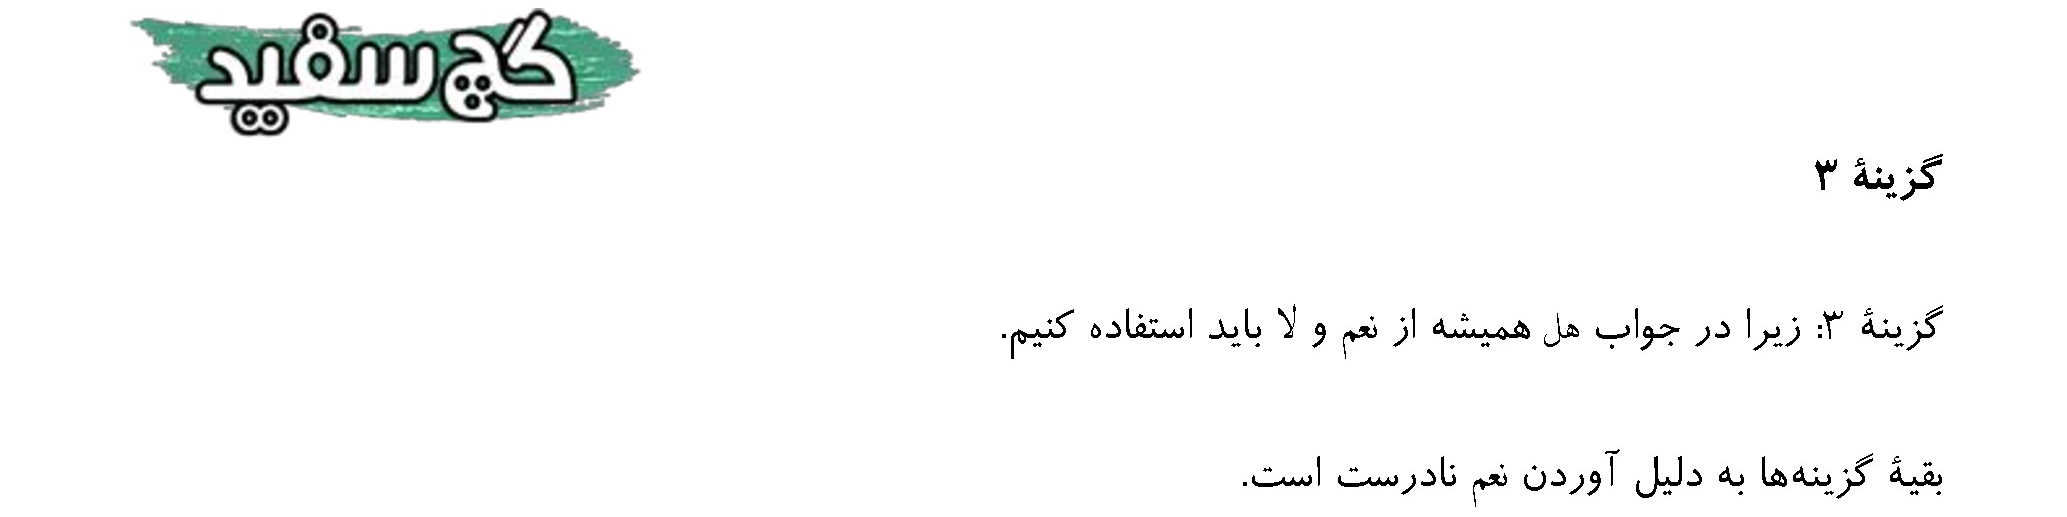 گچ سفید
گزینهٔ ۳
گزینهٔ ۳: زیرا در جواب هل همیشه از نعم و لا باید استفاده کنیم.
بقیهٔ گزینه‌ها به دلیل آوردن نعم نادرست است.